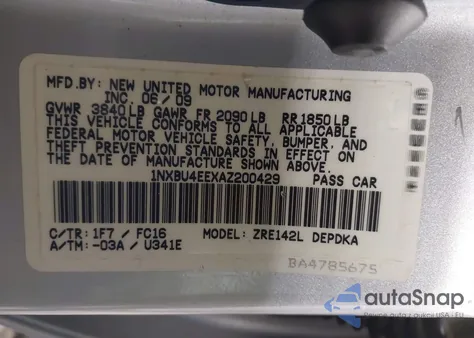 MFD.BY: NEW UNITED MOTOR MANUFACTURING
INC. 06/09
GVWR 3840LB GAWR FR 2090LB RR1850LB
THIS VEHICLE CONFORMS TO ALL APPLICABLE
FEDERAL MOTOR VEHICLE SAFETY, BUMPER, AND
THEFT PREVENTION STANDARDS IN EFFECT ON
THE DATE OF MANUFACTURE SHOWN ABOVE.
1NXBU4EEXAZ200429 PASS CAR
C/TR: 1F7 / FC16 MODEL: ZRE142L DEPDKA
A/TM: -03A / U341E
BA4785675
autoSnap